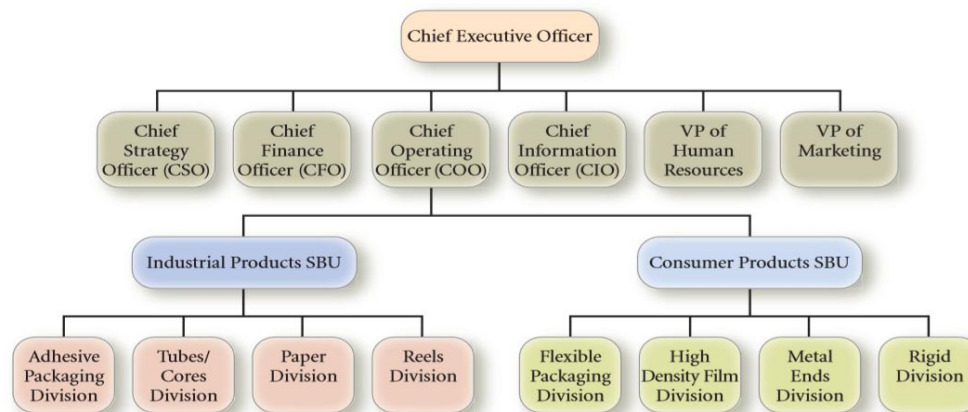 Chief Executive Officer
Chief
Strategy
Officer (CSO)
Chief
Finance
Officer (CFO)
Chief
Operating
Officer (COO)
Chief
Information
Officer (CIO)
VP of
Human
Resources
VP of
Marketing
Industrial Products SBU
Consumer Products SBU
Adhesive
Packaging
Division
Tubes/
Cores
Division
Paper
Division
Reels
Division
Flexible
Packaging
Division
High
Density Film
Division
Metal
Ends
Division
Rigid
Division